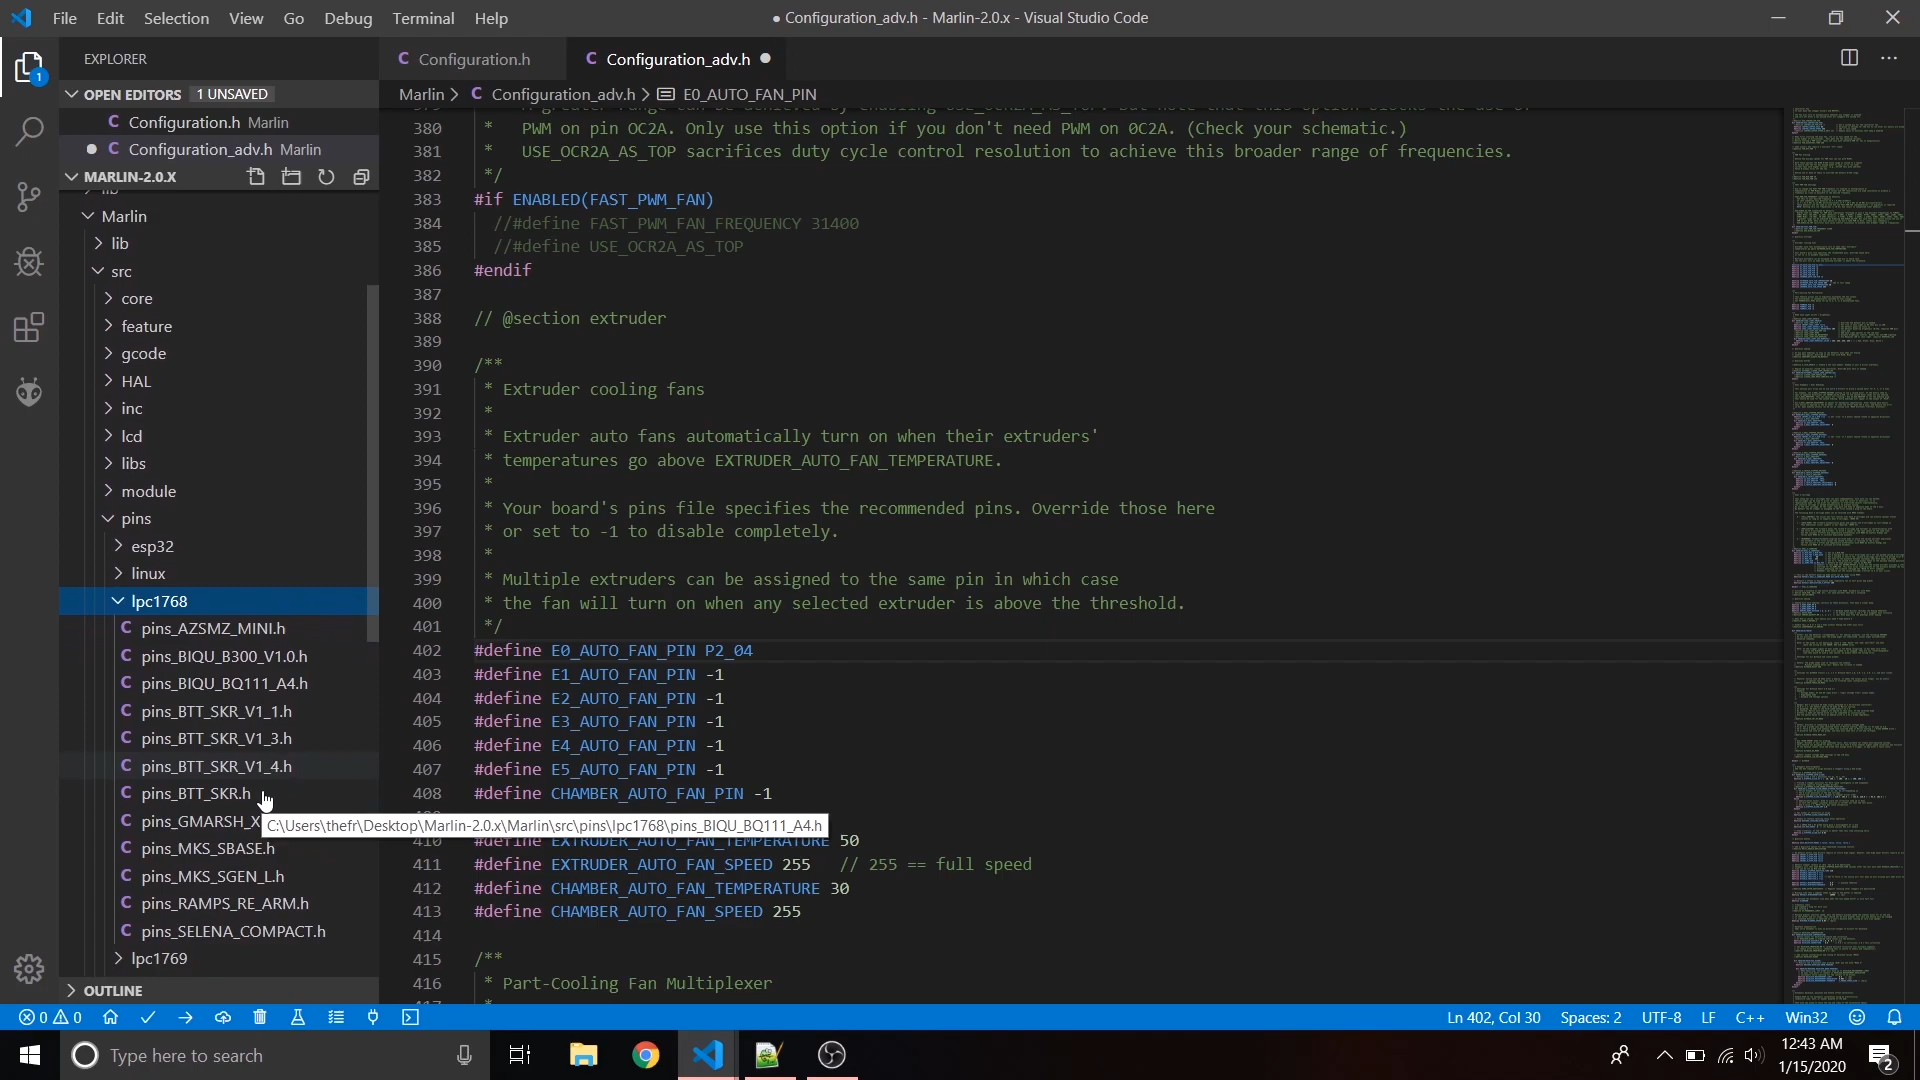 File Edit Selection View Go Debug Terminal Help
● Configuration_adv.h - Marlin-2.0.x - Visual Studio Code
EXPLORER
OPEN EDITORS 1 UNSAVED
C Configuration.h Marlin
● C Configuration_adv.h Marlin
MARLIN-2.0.X
lib
Marlin
lib
src
core
feature
gcode
HAL
inc
lcd
libs
module
pins
esp32
linux
lpc1768
C pins_AZSMZ_MINI.h
C pins_BIQU_B300_V1.0.h
C pins_BIQU_BQ111_A4.h
C pins_BTT_SKR_V1_1.h
C pins_BTT_SKR_V1_3.h
C pins_BTT_SKR_V1_4.h
C pins_BTT_SKR.h
C pins_GMARSH_X
C pins_MKS_SBASE.h
C pins_MKS_SGEN_L.h
C pins_RAMPS_RE_ARM.h
C pins_SELENA_COMPACT.h
lpc1769
OUTLINE
1
C Configuration.h
C Configuration_adv.h ●
Marlin > C Configuration_adv.h > E0_AUTO_FAN_PIN
380 * PWM on pin OC2A. Only use this option if you don't need PWM on 0C2A. (Check your schematic.)
381 * USE_OCR2A_AS_TOP sacrifices duty cycle control resolution to achieve this broader range of frequencies.
382 */
383 #if ENABLED(FAST_PWM_FAN)
384 //#define FAST_PWM_FAN_FREQUENCY 31400
385 //#define USE_OCR2A_AS_TOP
386 #endif
387
388 // @section extruder
389
390 /**
391 * Extruder cooling fans
392 *
393 * Extruder auto fans automatically turn on when their extruders'
394 * temperatures go above EXTRUDER_AUTO_FAN_TEMPERATURE.
395 *
396 * Your board's pins file specifies the recommended pins. Override those here
397 * or set to -1 to disable completely.
398 *
399 * Multiple extruders can be assigned to the same pin in which case
400 * the fan will turn on when any selected extruder is above the threshold.
401 */
402 #define E0_AUTO_FAN_PIN P2_04
403 #define E1_AUTO_FAN_PIN -1
404 #define E2_AUTO_FAN_PIN -1
405 #define E3_AUTO_FAN_PIN -1
406 #define E4_AUTO_FAN_PIN -1
407 #define E5_AUTO_FAN_PIN -1
408 #define CHAMBER_AUTO_FAN_PIN -1
C:\Users\thefr\Desktop\Marlin-2.0.x\Marlin\src\pins\lpc1768\pins_BIQU_BQ111_A4.h
410 #define EXTRUDER_AUTO_FAN_TEMPERATURE 50
411 #define EXTRUDER_AUTO_FAN_SPEED 255 // 255 == full speed
412 #define CHAMBER_AUTO_FAN_TEMPERATURE 30
413 #define CHAMBER_AUTO_FAN_SPEED 255
414
415 /**
416 * Part-Cooling Fan Multiplexer
0 0
Ln 402, Col 30 Spaces: 2 UTF-8 LF C++ Win32
Type here to search
12:43 AM
1/15/2020
2